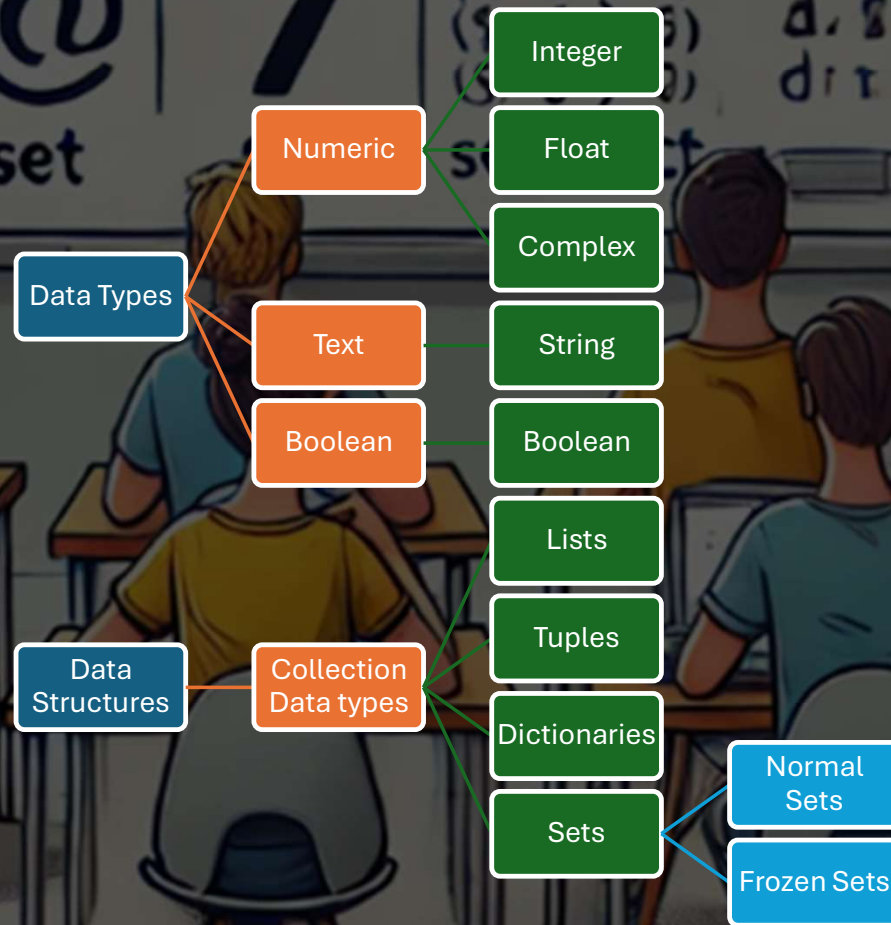 set
Integer
Numeric
Float
Complex
Data Types
Text
String
Boolean
Boolean
Lists
Tuples
Data
Structures
Collection
Data types
Dictionaries
Sets
Normal
Sets
Frozen Sets